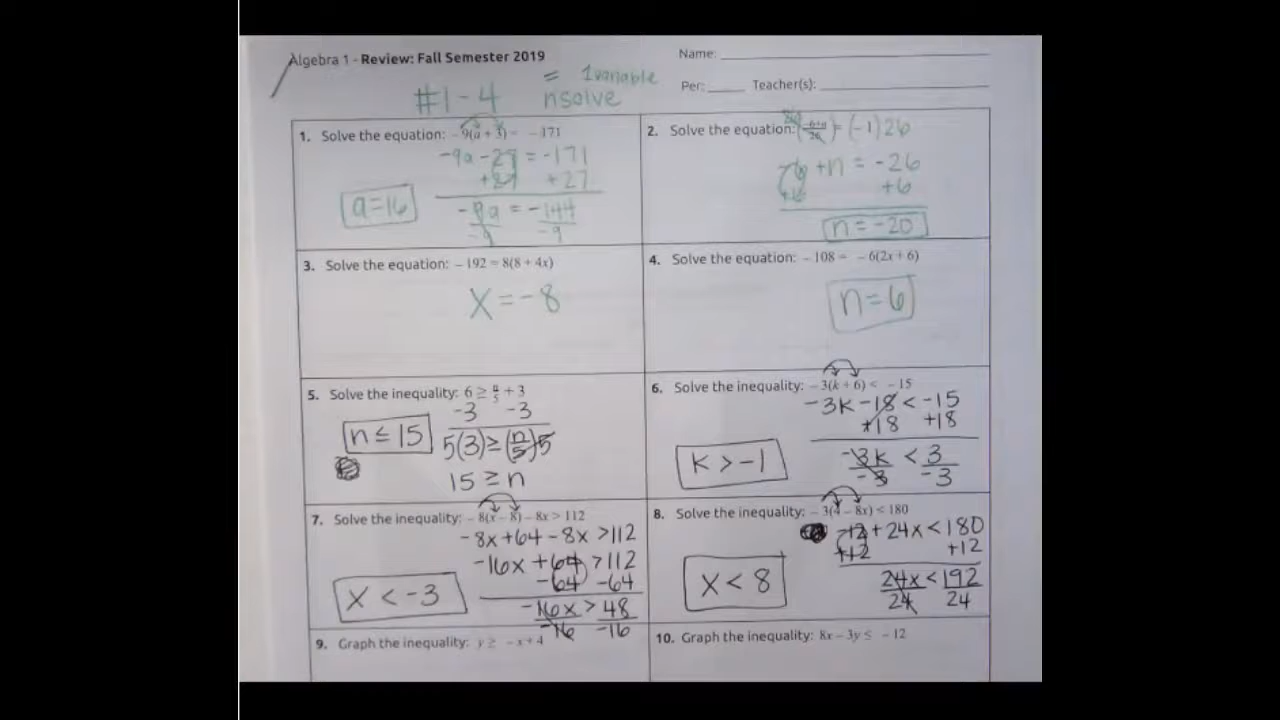 Algebra 1 - Review: Fall Semester 2019
Name:
Per: Teacher(s):
= 1 variable
#1-4 nsolve
1. Solve the equation: -9(a + 3) = -171
-9a - 27 = -171
+27 +27
-9a = -144
-9 -9
a=16
2. Solve the equation: = (-1) 26
-6 + n = -26
+6 +6
n = -20
3. Solve the equation: - 192 = 8(8 + 4x)
X = -8
4. Solve the equation: - 108 = - 6(2x + 6)
n = 6
5. Solve the inequality: 6 ≥ n/5 + 3
-3 -3
5(3) ≥ (n/5)5
15 ≥ n
n ≤ 15
6. Solve the inequality: - 3(k + 6) < - 15
-3k -18 < -15
+18 +18
-3k < 3
-3 -3
k > -1
7. Solve the inequality: - 8(x - 8) - 8x > 112
-8x+64-8x >112
-16x +64 >112
-64 -64
-16x > 48
-16 -16
x < -3
8. Solve the inequality: - 3(4 - 8x) < 180
-12 + 24x < 180
+12 +12
24x < 192
24 24
X < 8
9. Graph the inequality: y ≥ - x + 4
10. Graph the inequality: 8x - 3y ≤ - 12